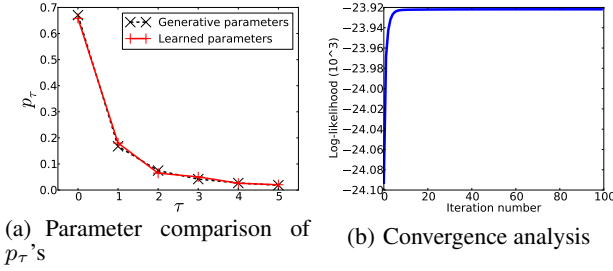 0.7
0.6
0.5
0.4
0.3
0.2
0.1
0.0
p_τ
Generative parameters
Learned parameters
0 1 2 3 4 5
τ
(a) Parameter comparison of
p_τ's
−23.92
−23.94
−23.96
−23.98
−24.00
−24.02
−24.04
−24.06
−24.08
−24.10
Log-likelihood (10^3)
0 20 40 60 80 100
Iteration number
(b) Convergence analysis